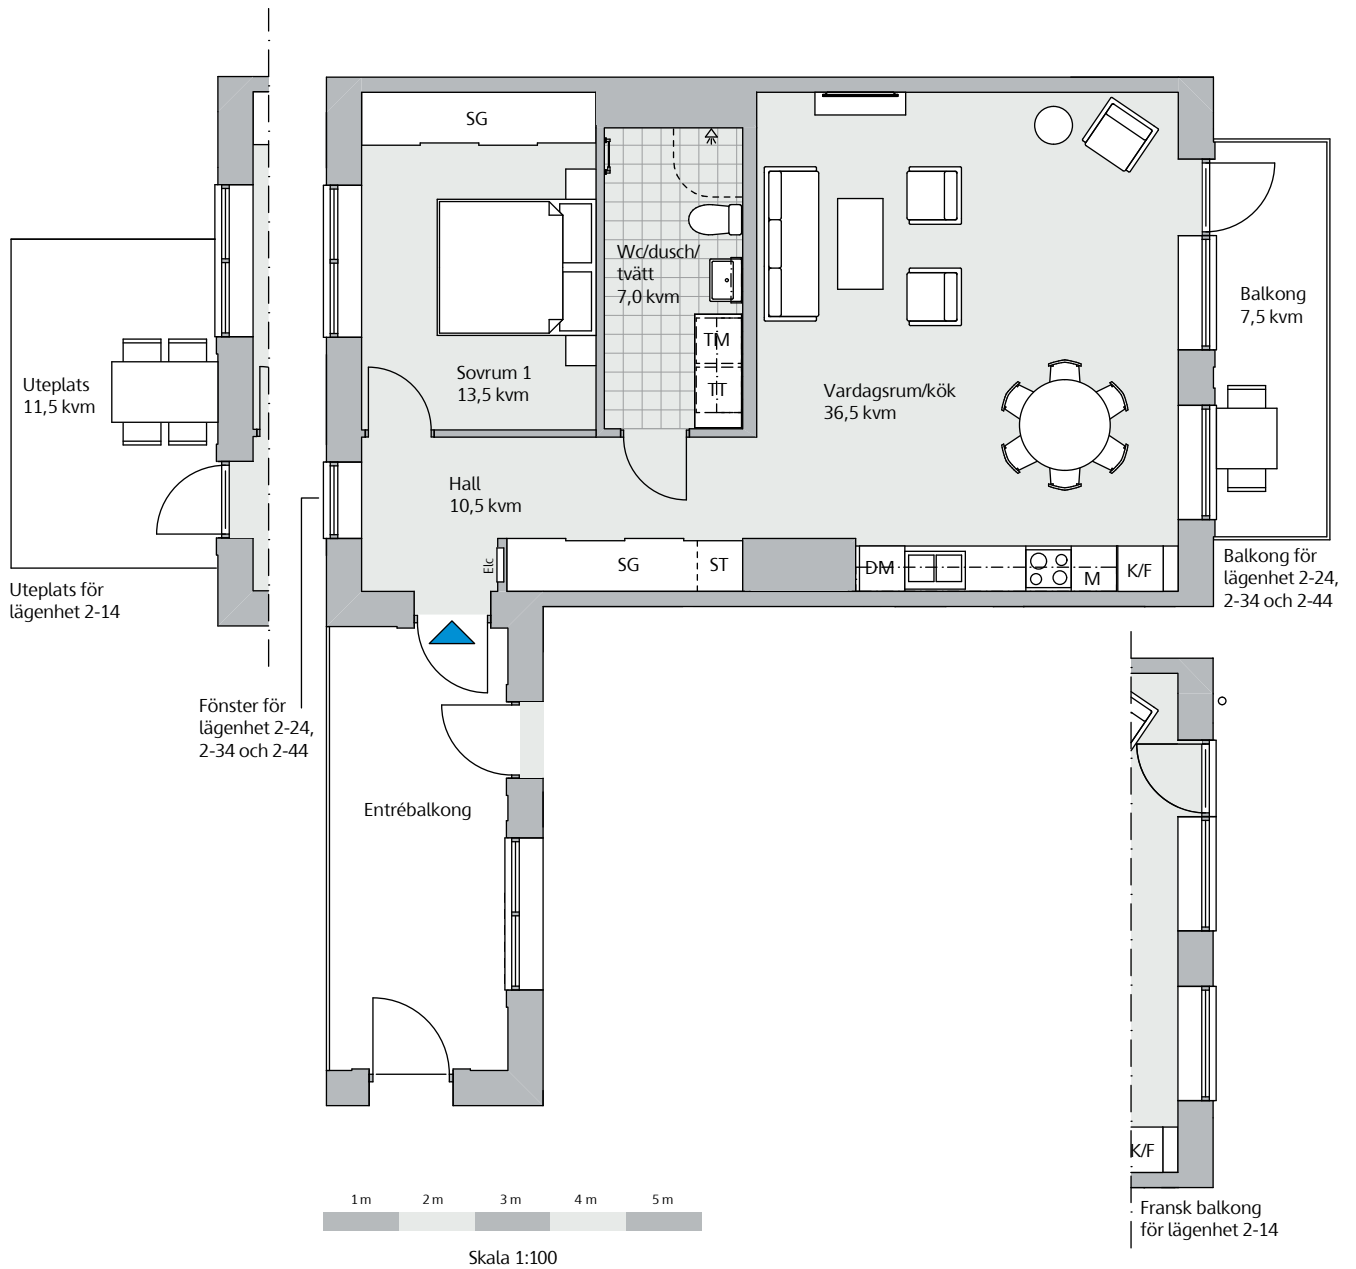 SG
Wc/dusch/
tvätt
7,0 kvm
Balkong
7,5 kvm
TM
TT
Sovrum 1
13,5 kvm
Uteplats
11,5 kvm
Vardagsrum/kök
36,5 kvm
Hall
10,5 kvm
Elc
SG
ST
DM
M
K/F
Balkong för
lägenhet 2-24,
2-34 och 2-44
Uteplats för
lägenhet 2-14
Fönster för
lägenhet 2-24,
2-34 och 2-44
Entrébalkong
K/F
Fransk balkong
för lägenhet 2-14
1 m 2 m 3 m 4 m 5 m
Skala 1:100